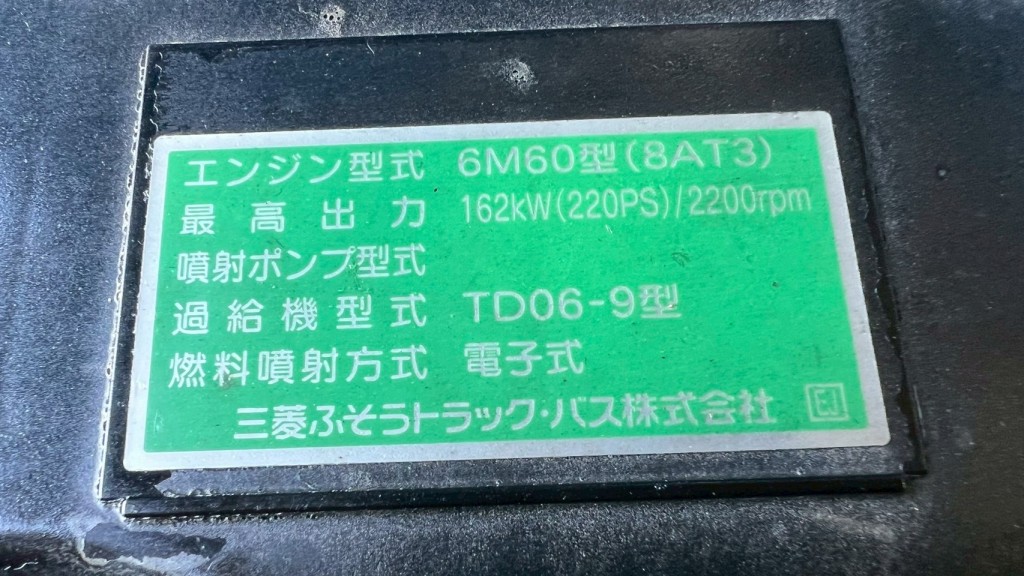 エンジン型式 6M60型(8AT3)
最高出力 162kW(220PS)/2200rpm
噴射ポンプ型式
過給機型式 TD06-9型
燃料噴射方式 電子式
三菱ふそうトラック・バス株式会社 EJ